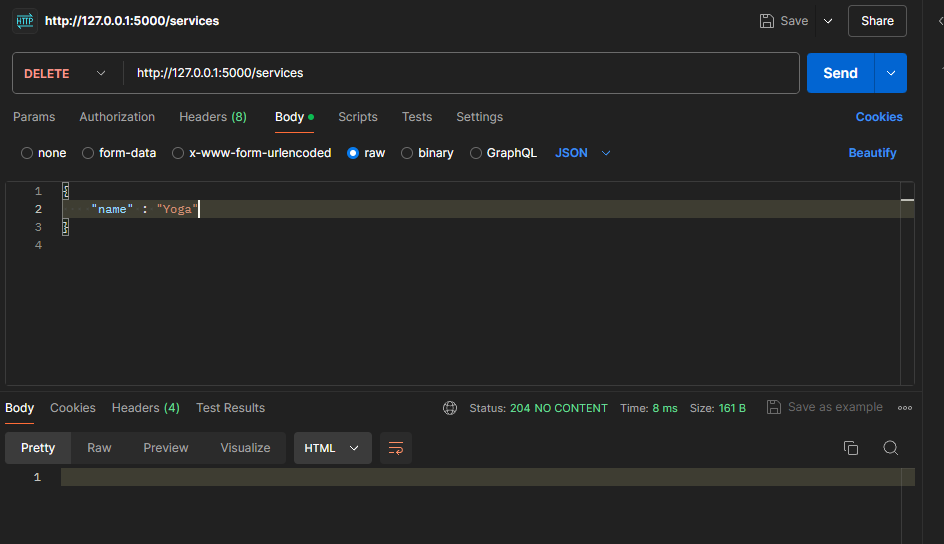 HTTP http://127.0.0.1:5000/services Save Share
DELETE http://127.0.0.1:5000/services Send
Params Authorization Headers (8) Body Scripts Tests Settings Cookies
none form-data x-www-form-urlencoded raw binary GraphQL JSON Beautify
1 {
2 "name" : "Yoga"
3 }
4
Body Cookies Headers (4) Test Results Status: 204 NO CONTENT Time: 8 ms Size: 161 B Save as example
Pretty Raw Preview Visualize HTML
1